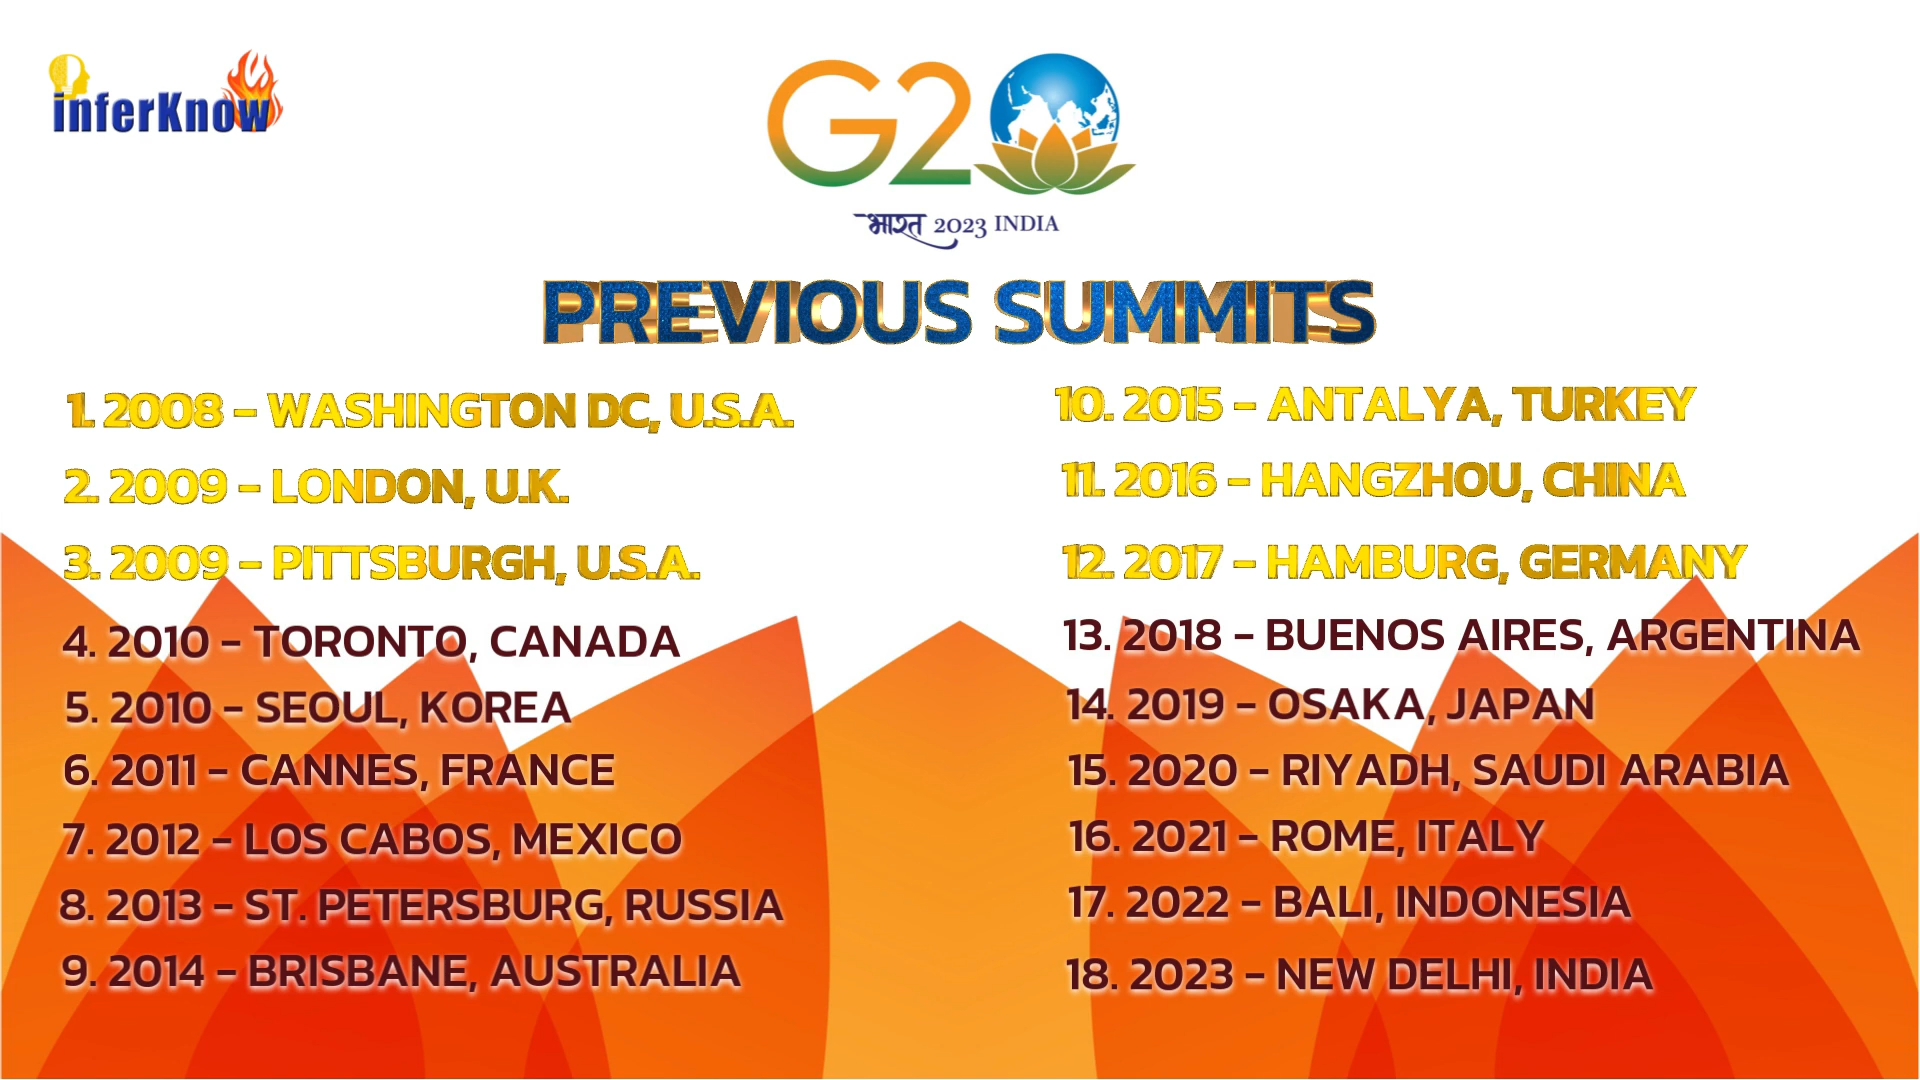 inferKnow
G20
भारत 2023 INDIA
PREVIOUS SUMMITS
1. 2008 - WASHINGTON DC, U.S.A.
2. 2009 - LONDON, U.K.
3. 2009 - PITTSBURGH, U.S.A.
4. 2010 - TORONTO, CANADA
5. 2010 - SEOUL, KOREA
6. 2011 - CANNES, FRANCE
7. 2012 - LOS CABOS, MEXICO
8. 2013 - ST. PETERSBURG, RUSSIA
9. 2014 - BRISBANE, AUSTRALIA
10. 2015 - ANTALYA, TURKEY
11. 2016 - HANGZHOU, CHINA
12. 2017 - HAMBURG, GERMANY
13. 2018 - BUENOS AIRES, ARGENTINA
14. 2019 - OSAKA, JAPAN
15. 2020 - RIYADH, SAUDI ARABIA
16. 2021 - ROME, ITALY
17. 2022 - BALI, INDONESIA
18. 2023 - NEW DELHI, INDIA